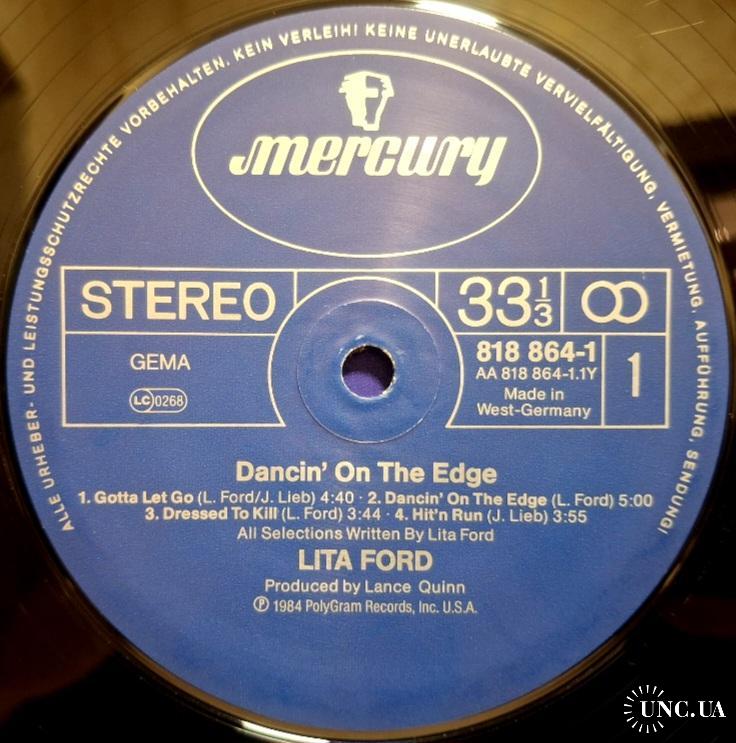 ALLE URHEBER- UND LEISTUNGSSCHUTZRECHTE VORBEHALTEN. KEIN VERLEIH! KEINE UNERLAUBTE VERVIELFÄLTIGUNG, VERMIETUNG, AUFFÜHRUNG, SENDUNG!
mercury
STEREO
33 1/3
GEMA
LC 0268
818 864-1
AA 818 864-1.1Y
Made in
West-Germany
1
Dancin' On The Edge
1. Gotta Let Go (L. Ford/J. Lieb) 4:40 · 2. Dancin' On The Edge (L. Ford) 5:00
3. Dressed To Kill (L. Ford) 3:44 · 4. Hit'n Run (J. Lieb) 3:55
All Selections Written By Lita Ford
LITA FORD
Produced by Lance Quinn
℗ 1984 PolyGram Records, Inc. U.S.A.
UNC.UA